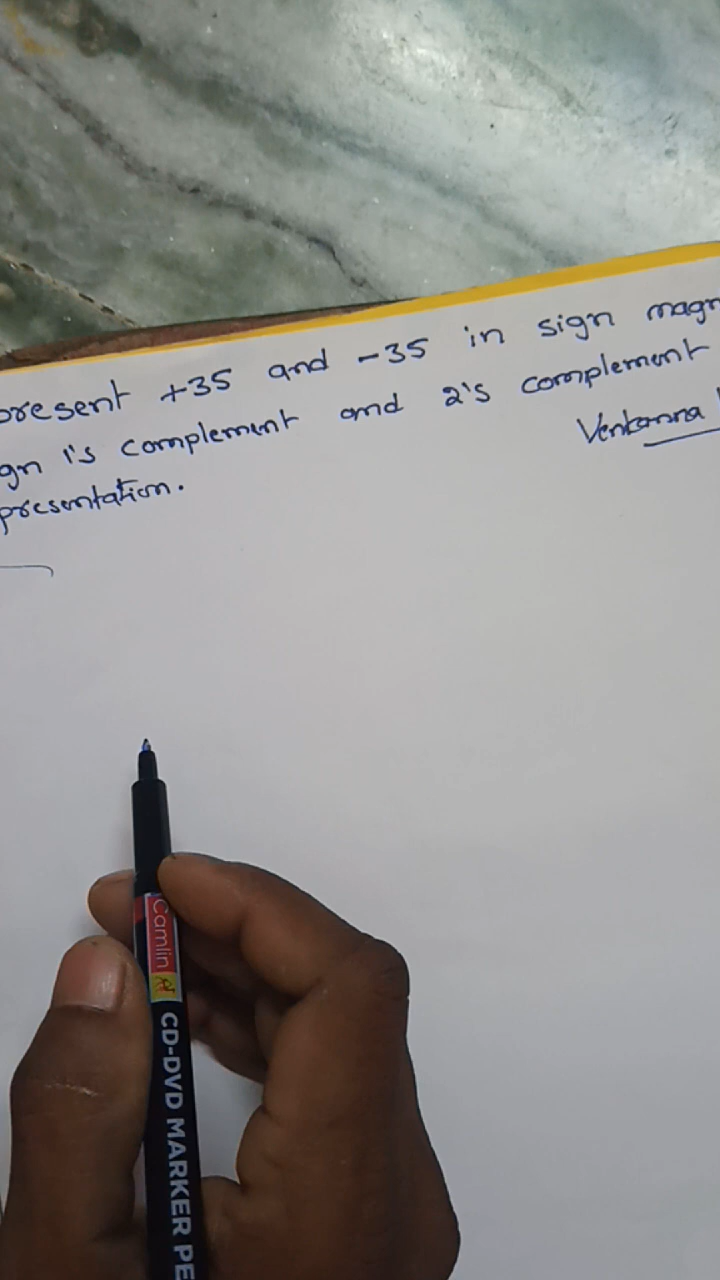 present +35 and -35 in sign magn
gn 1's complement and 2's complement
presentation.
Venkanna
Camlin
CD-DVD MARKER PE